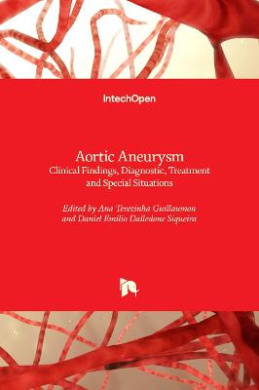 IntechOpen
Aortic Aneurysm
Clinical Findings, Diagnostic, Treatment
and Special Situations
Edited by Ana Terezinha Guillaumon
and Daniel Emilio Dalledone Siqueira